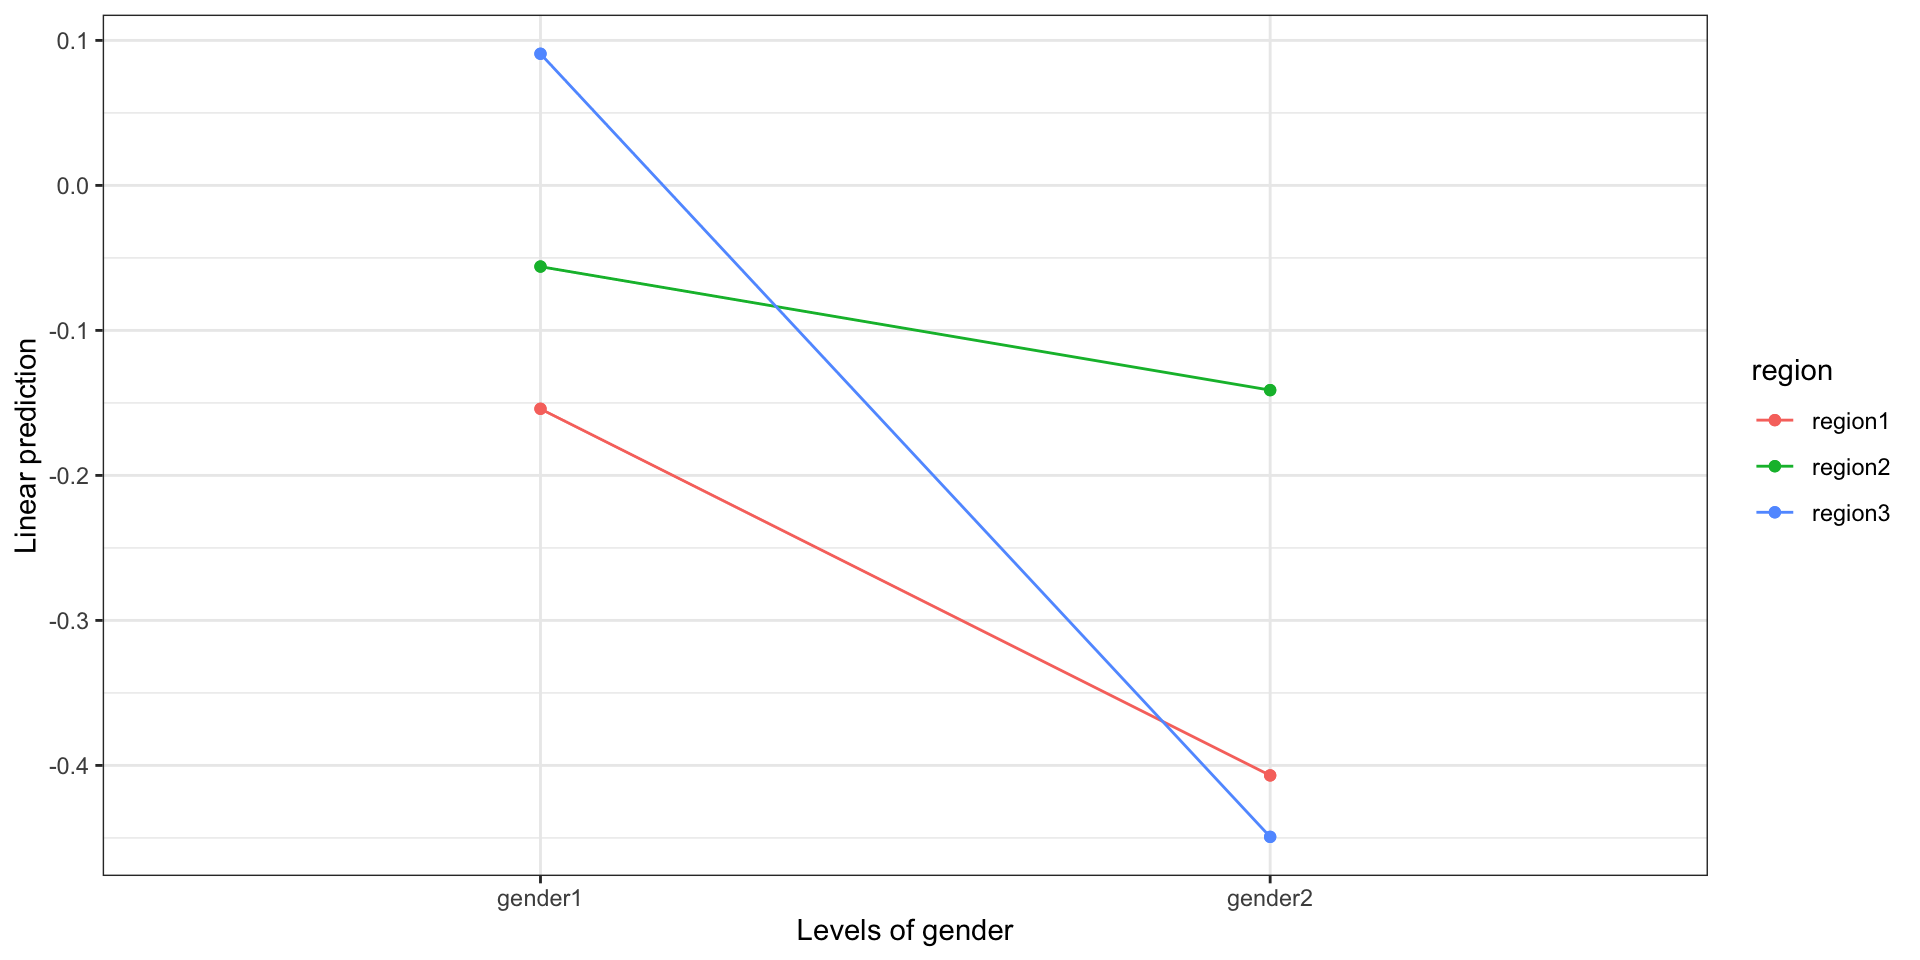 0.1
0.0
-0.1
-0.2
-0.3
-0.4
Linear prediction
gender1
gender2
Levels of gender
region
region1
region2
region3